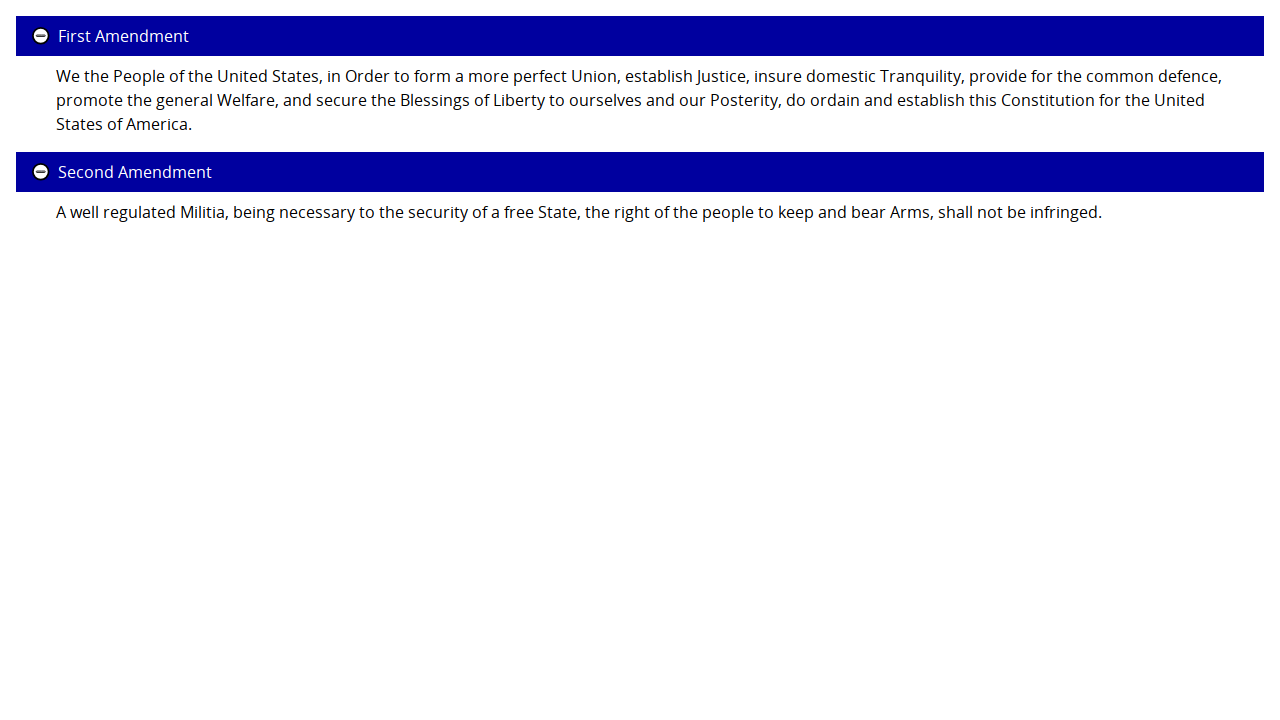 First Amendment
We the People of the United States, in Order to form a more perfect Union, establish Justice, insure domestic Tranquility, provide for the common defence,
promote the general Welfare, and secure the Blessings of Liberty to ourselves and our Posterity, do ordain and establish this Constitution for the United
States of America.
Second Amendment
A well regulated Militia, being necessary to the security of a free State, the right of the people to keep and bear Arms, shall not be infringed.